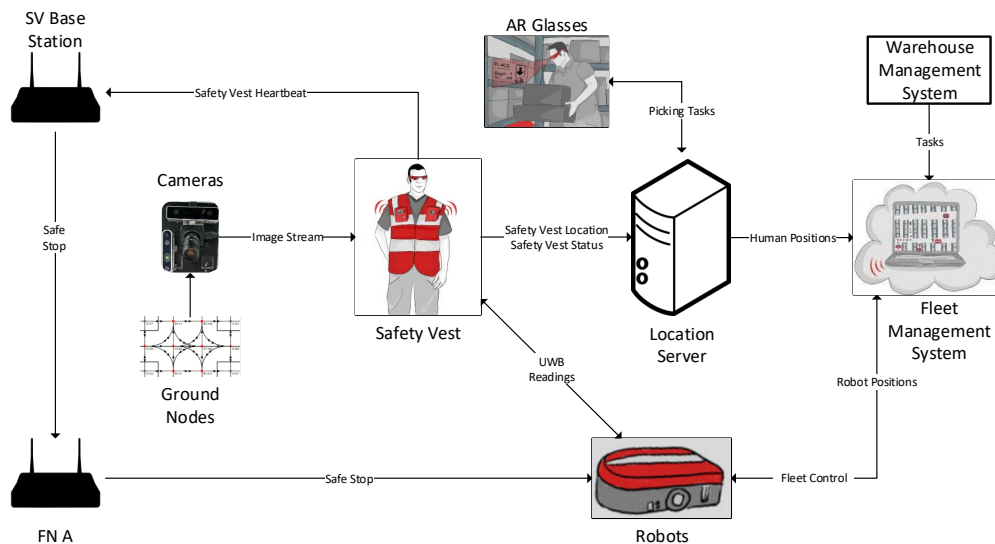 SV Base
Station
AR Glasses
Warehouse
Management
System
Safety Vest Heartbeat
Picking Tasks
Tasks
PLACE
Cameras
Safe
Stop
Image Stream
Safety Vest Location
Safety Vest Status
Human Positions
Safety Vest
Location
Server
Fleet
Management
System
Ground
Nodes
UWB
Readings
Robot Positions
Safe Stop
Fleet Control
FN A
Robots